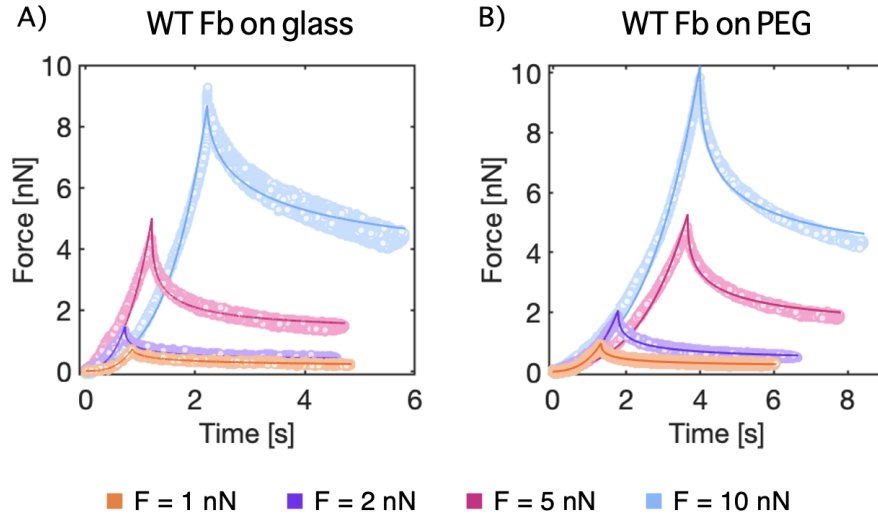 A) WT Fb on glass
B) WT Fb on PEG
10
8
6
4
2
0
Force [nN]
0 2 4 6
Time [s]
10
8
6
4
2
0
Force [nN]
0 2 4 6 8
Time [s]
F = 1 nN F = 2 nN F = 5 nN F = 10 nN